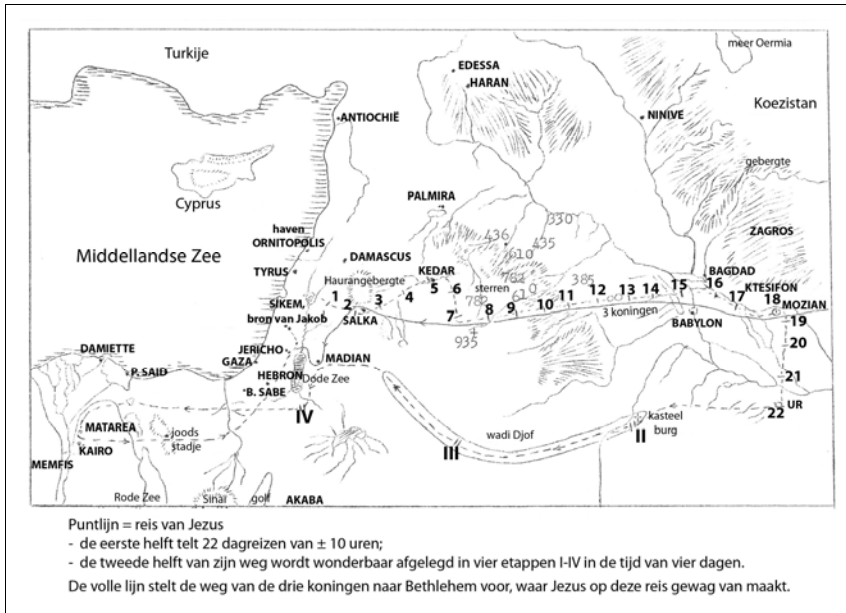 Turkije
meer Oermia
EDESSA
HARAN
Koezistan
ANTIOCHIË
NINIVE
gebergte
Cyprus
PALMIRA
330
haven
ORNITOPOLIS
436
435
610
ZAGROS
Middellandse Zee
DAMASCUS
TYRUS
KEDAR
782
385
BAGDAD
Haurangebergte
sterren
KTESIFON
1 2 3 4 5 6 7 8 9 10 11 12 13 14 15 16 17 18
782
610
MOZIAN
SIKEM,
bron van Jakob
SALKA
3 koningen
BABYLON
19
935
20
DAMIETTE
JERICHO
GAZA
MADIAN
P. SAID
HEBRON
Dode Zee
21
B. SABE
UR
22
IV
kasteel
burg
MATAREA
joods
stadje
wadi Djof
II
KAIRO
III
MEMFIS
Rode Zee
Sinaï
golf
AKABA
Puntlijn = reis van Jezus
- de eerste helft telt 22 dagreizen van ± 10 uren;
- de tweede helft van zijn weg wordt wonderbaar afgelegd in vier etappen I-IV in de tijd van vier dagen.
De volle lijn stelt de weg van de drie koningen naar Bethlehem voor, waar Jezus op deze reis gewag van maakt.